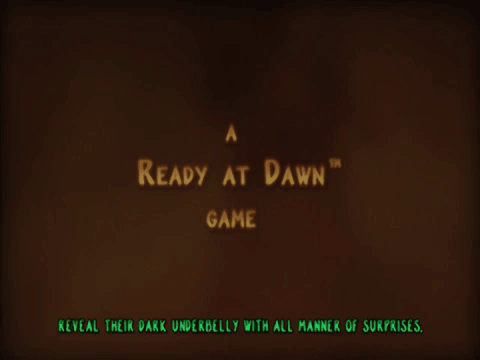 A
READY AT DAWN™
GAME
REVEAL THEIR DARK UNDERBELLY WITH ALL MANNER OF SURPRISES.